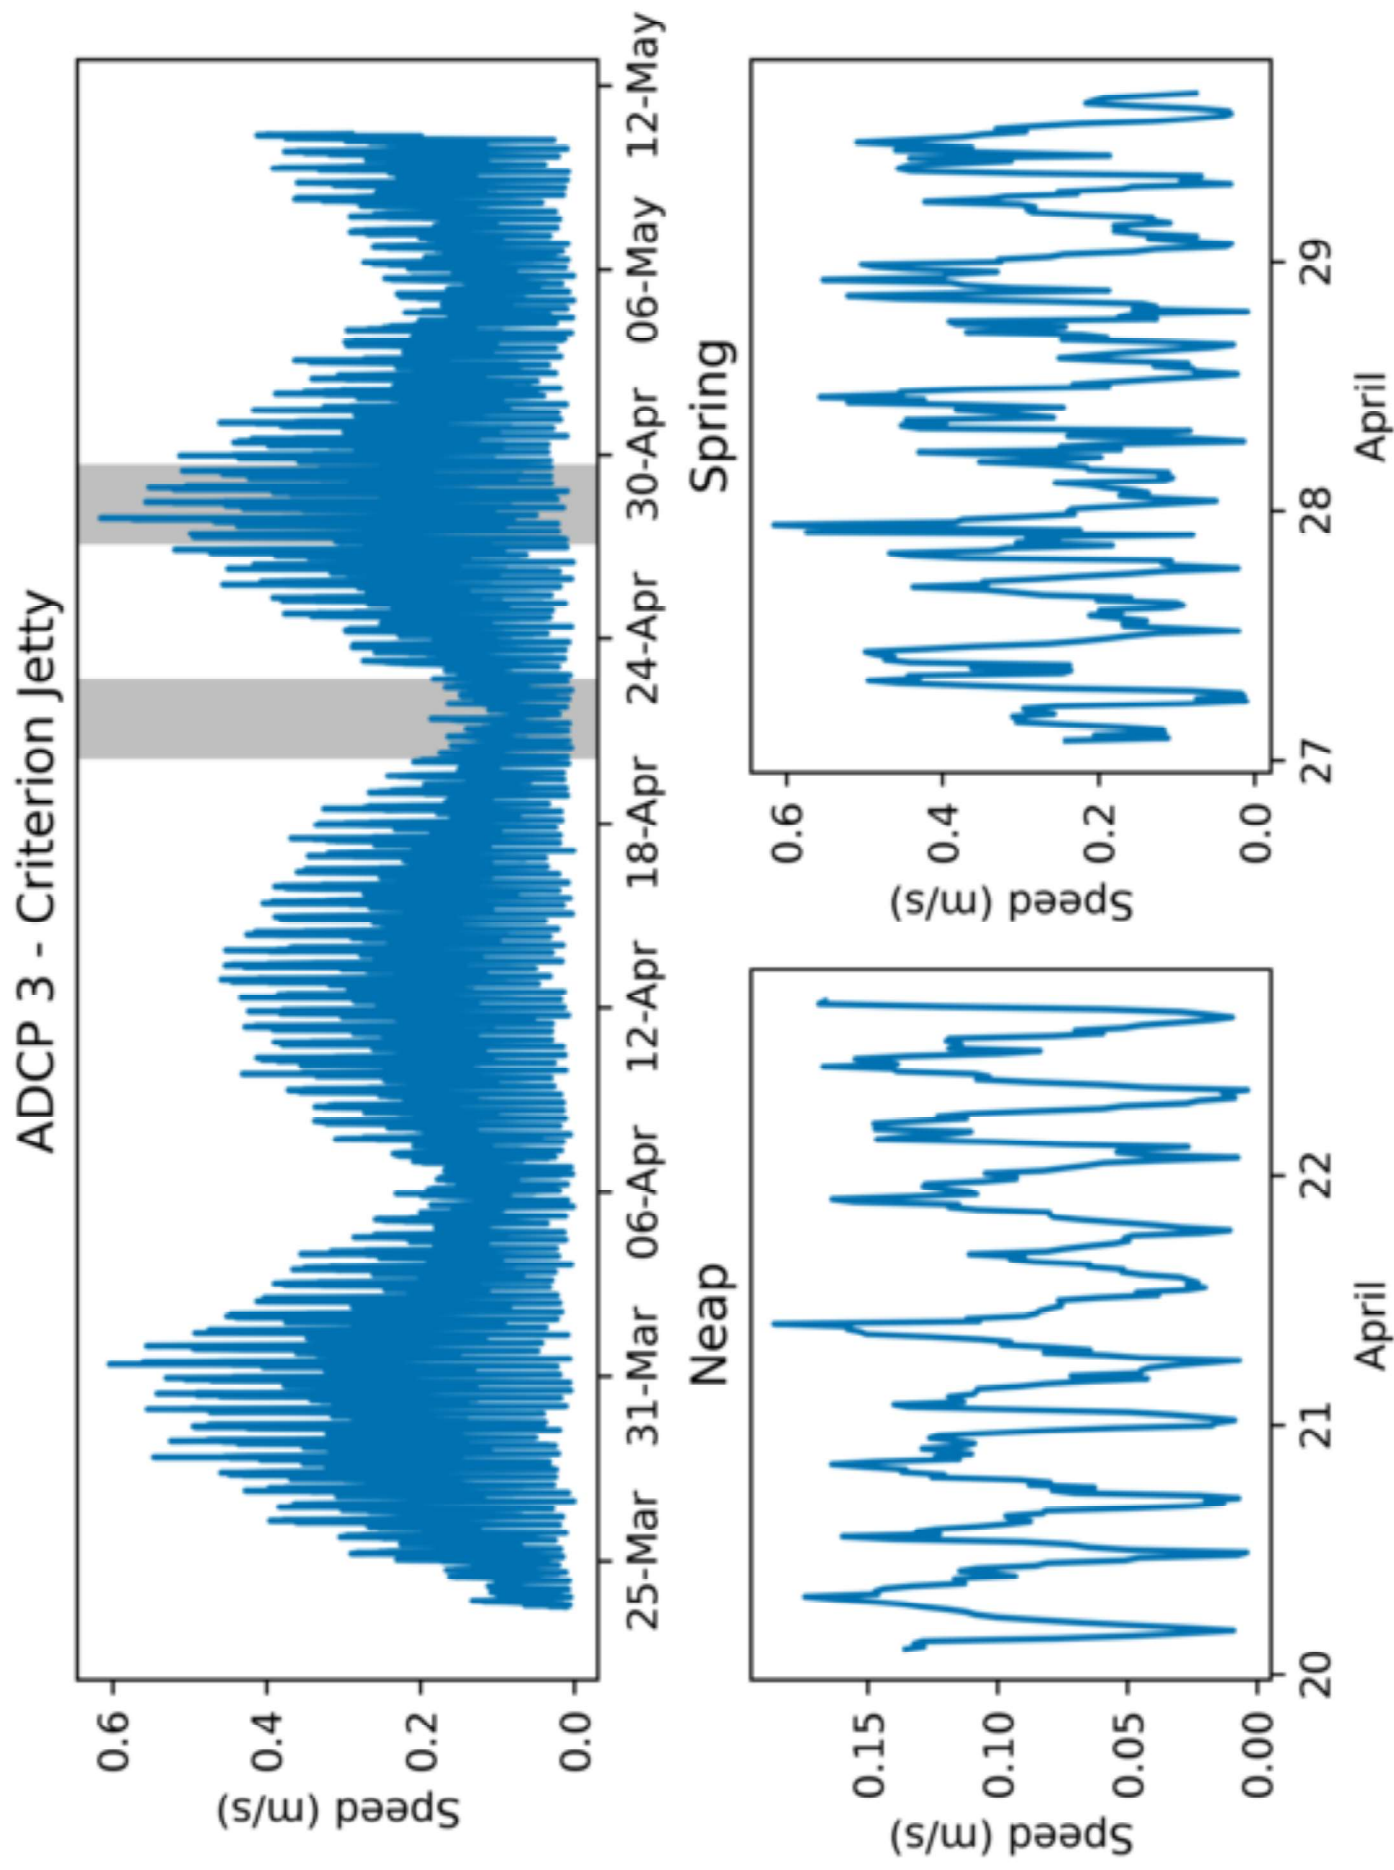 ADCP 3 - Criterion Jetty
Speed (m/s)
0.6
0.4
0.2
0.0
25-Mar 31-Mar 06-Apr 12-Apr 18-Apr 24-Apr 30-Apr 06-May 12-May
Neap
Speed (m/s)
0.15
0.10
0.05
0.00
20 21 22
April
Spring
Speed (m/s)
0.6
0.4
0.2
0.0
27 28 29
April